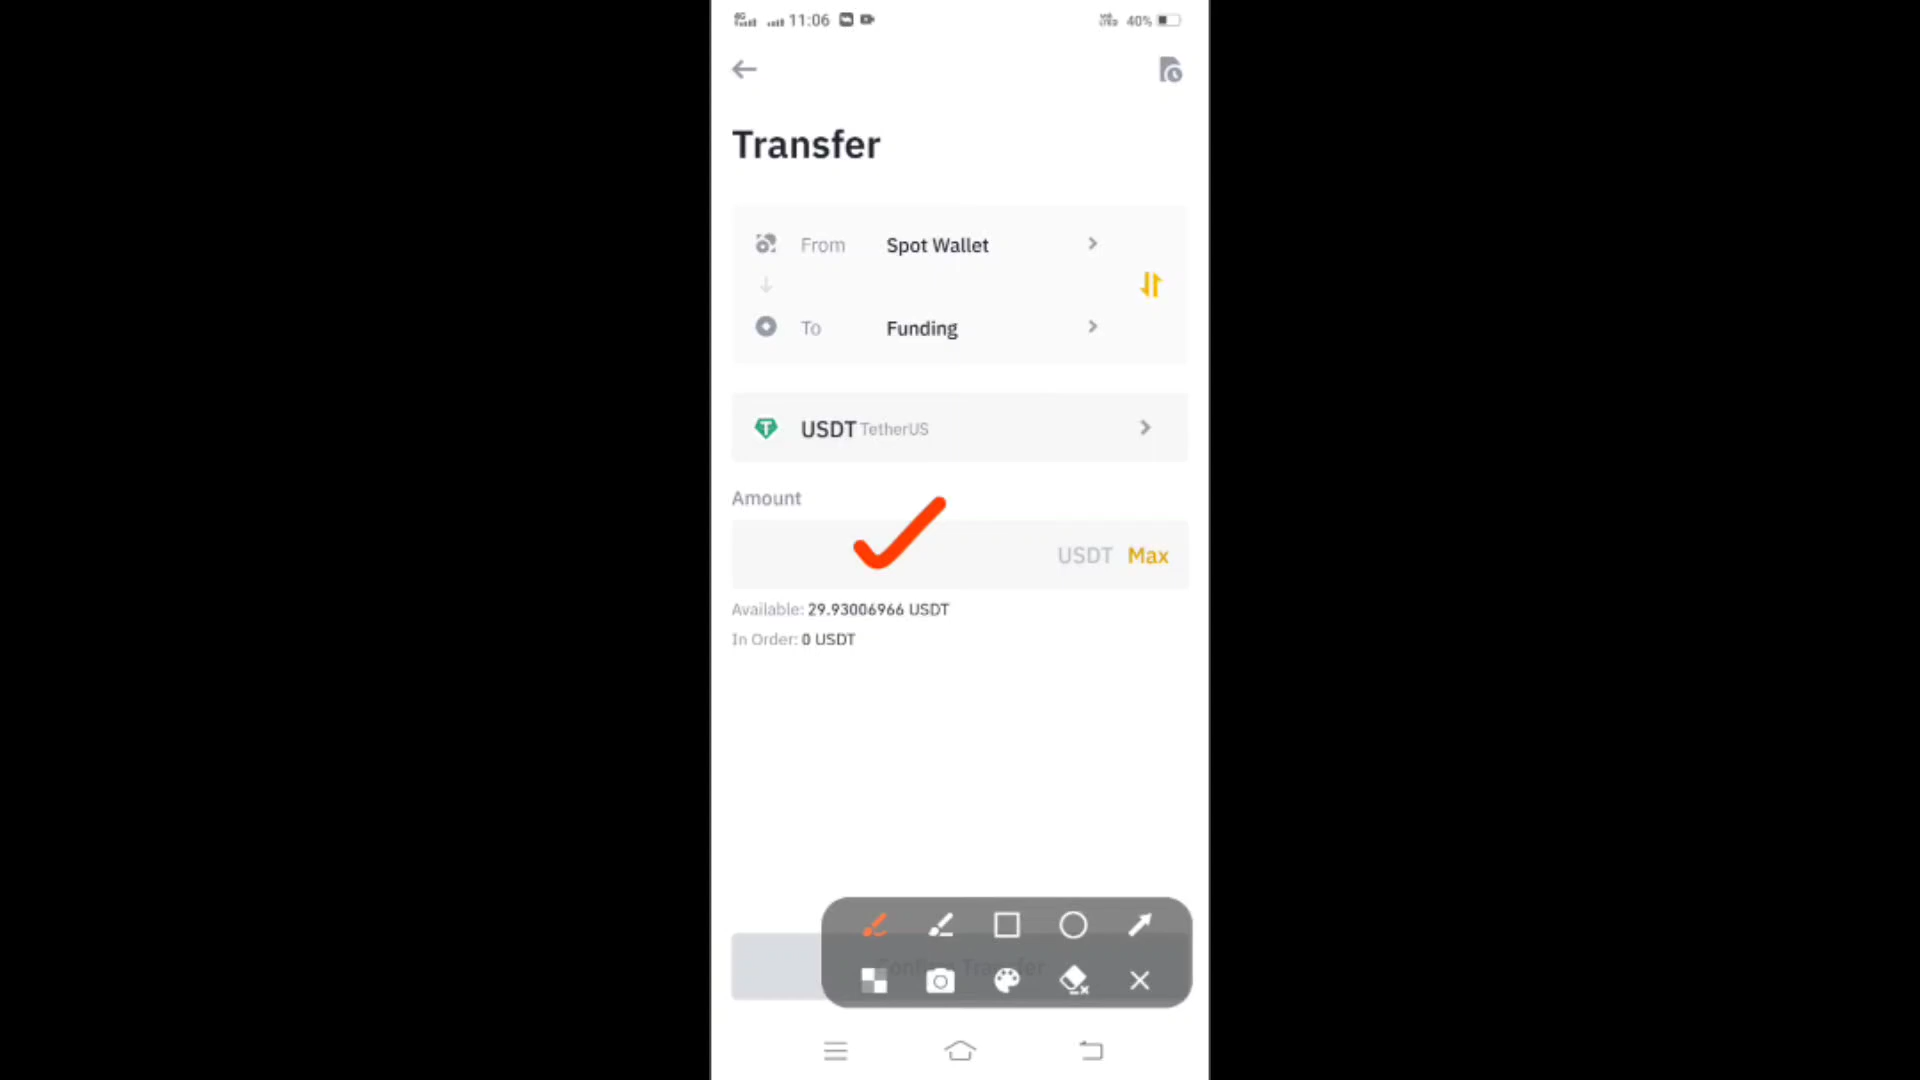 11:06 40%
Transfer
From Spot Wallet
To Funding
USDT TetherUS
Amount
USDT Max
Available: 29.93006966 USDT
In Order: 0 USDT
Confirm Transfer